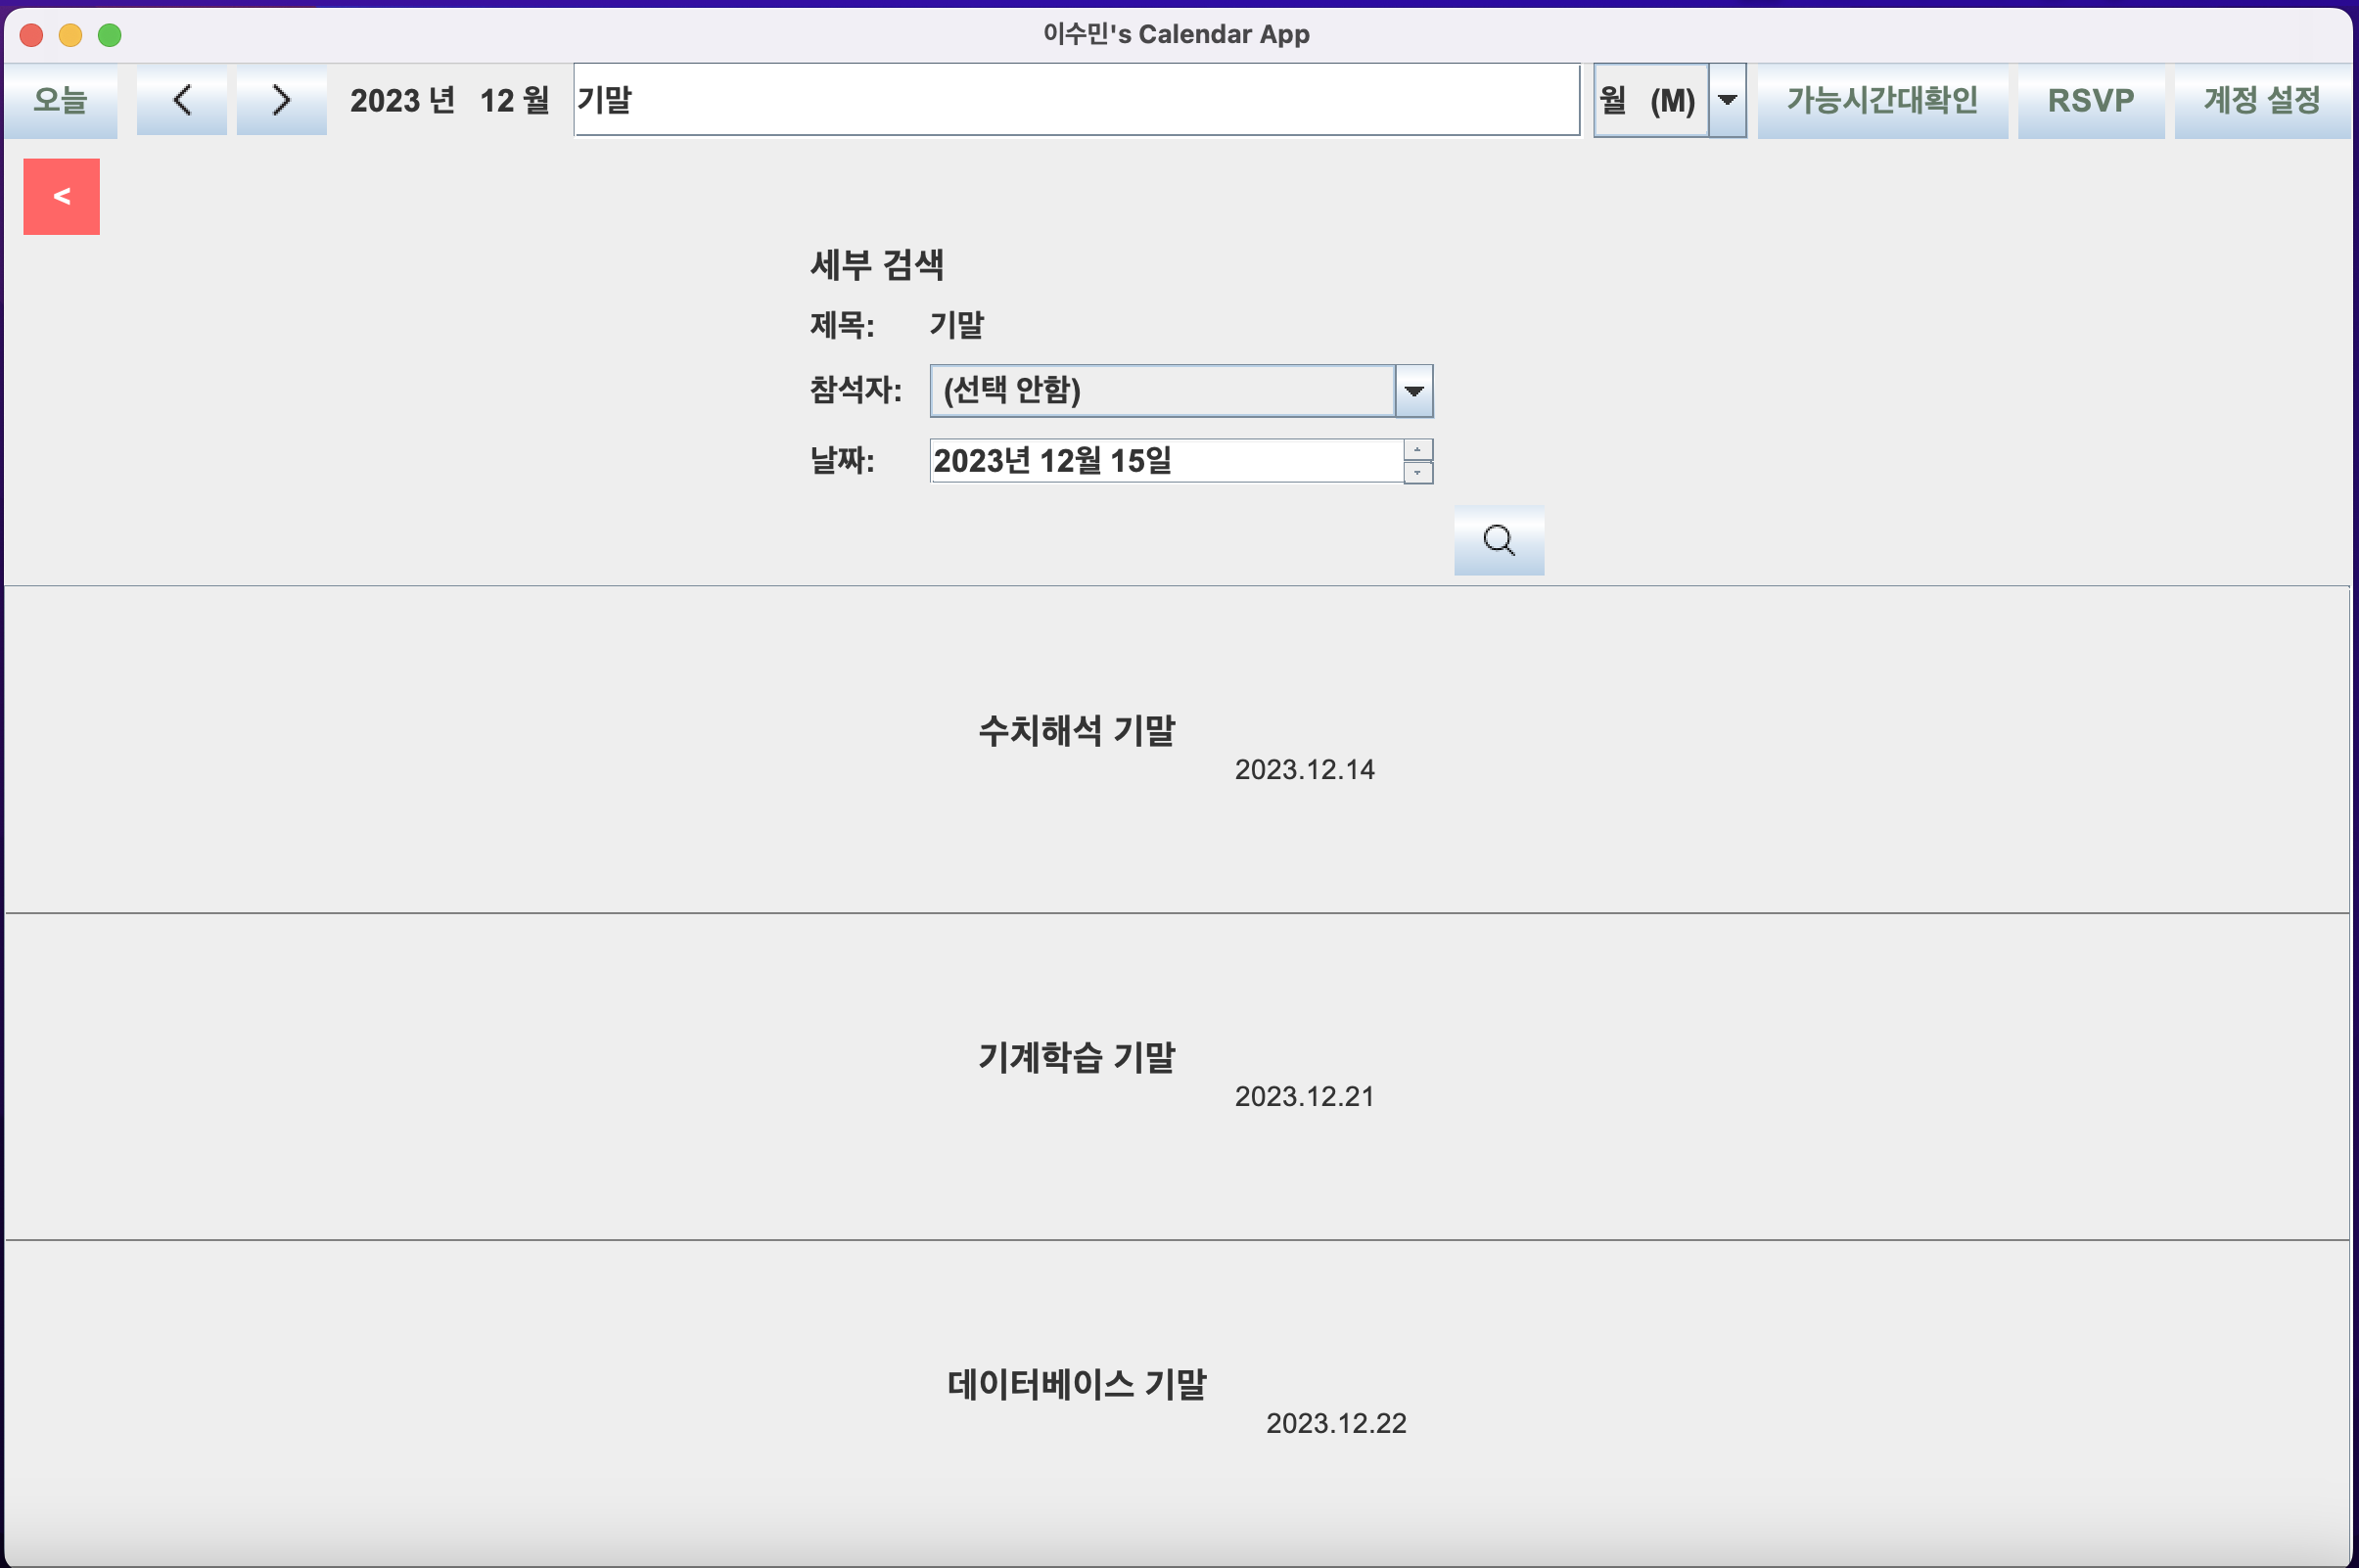 이수민's Calendar App
오늘 < > 2023 년 12 월 기말 월 (M) 가능시간대확인 RSVP 계정 설정
<
세부 검색
제목: 기말
참석자: (선택 안함)
날짜: 2023년 12월 15일
수치해석 기말
2023.12.14
기계학습 기말
2023.12.21
데이터베이스 기말
2023.12.22